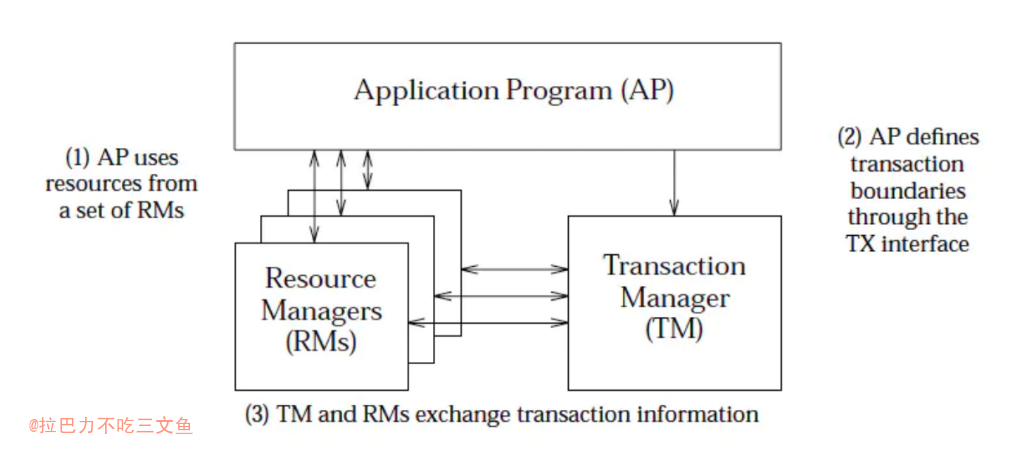 Application Program (AP)
(1) AP uses
resources from
a set of RMs
(2) AP defines
transaction
boundaries
through the
TX interface
Resource
Managers
(RMs)
Transaction
Manager
(TM)
(3) TM and RMs exchange transaction information
@拉巴力不吃三文鱼